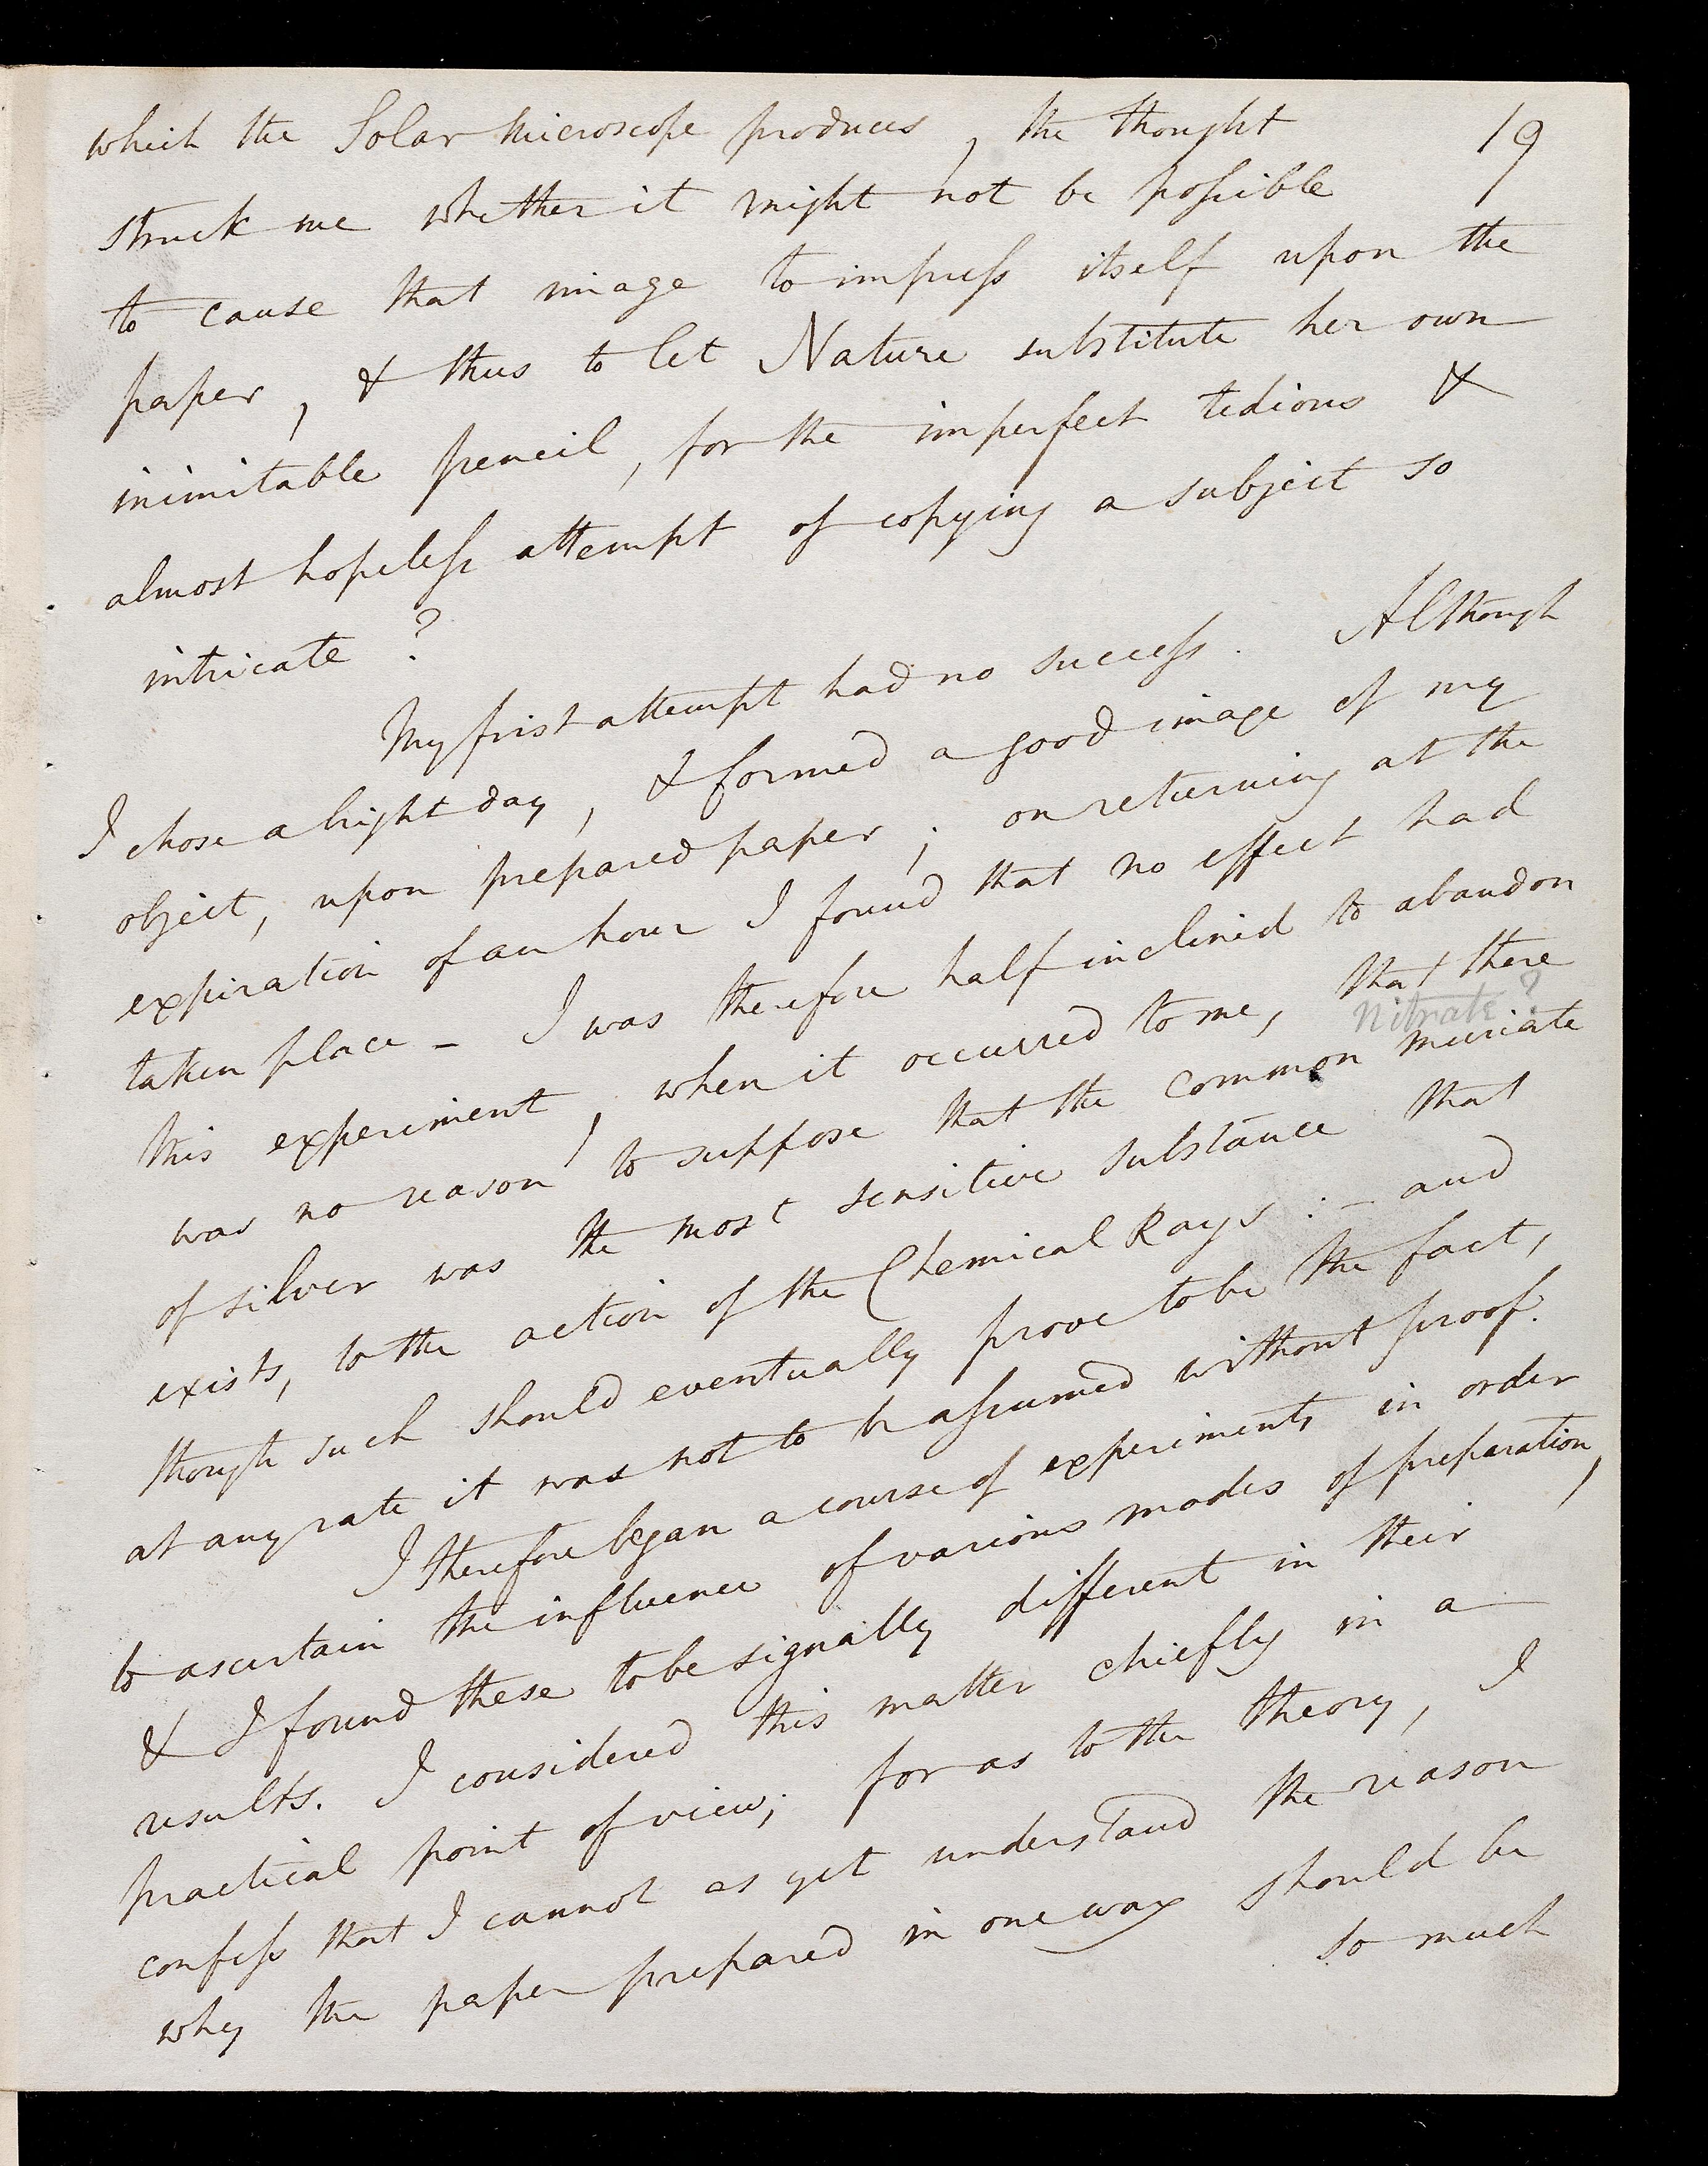 which the Solar Microscope produces, the thought 19
struck me whether it might not be possible
to cause that image to impress itself upon the
paper, & thus to let Nature substitute her own
inimitable pencil, for the imperfect tedious &
almost hopeless attempt of copying a subject so
intricate?
My first attempt had no success. Although
I chose a bright day, & formed a good image of my
object, upon prepared paper; on returning at the
expiration of an hour I found that no effect had
taken place – I was therefore half inclined to abandon
this experiment, when it occurred to me, that there
Nitrate?
was no reason to suppose that the common muriate
of silver was the most sensitive substance that
exists, to the action of the Chemical Rays :– and
though such should eventually prove to be the fact,
at any rate it was not to be assumed without proof.
I therefore began a course of experiments in order
to ascertain the influence of various modes of preparation,
& I found these to be signally different in their
results. I considered this matter chiefly in a
practical point of view; for as to the theory, I
confess that I cannot as yet understand the reason
why the paper prepared in one way should be
so much